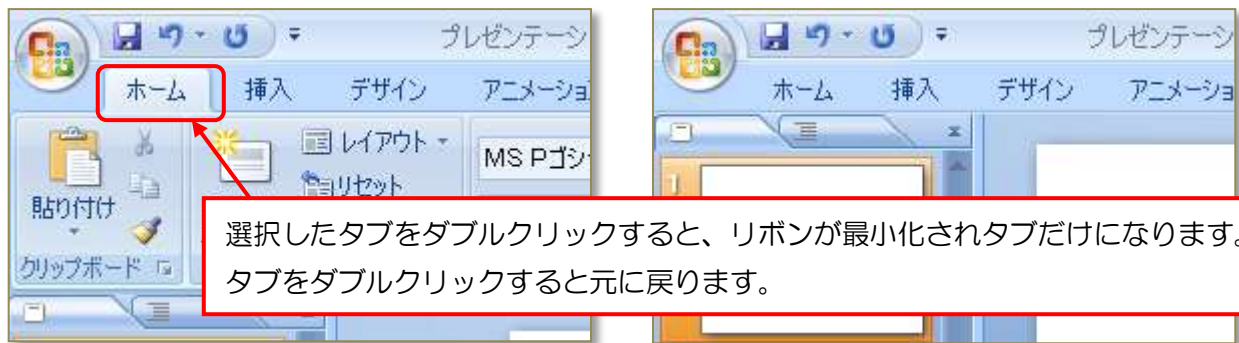 プレゼンテーシ
ホーム 挿入 デザイン アニメーショ
レイアウト
リセット
MS Pゴシ
貼り付け
クリップボード
プレゼンテーシ
ホーム 挿入 デザイン アニメーショ
1
選択したタブをダブルクリックすると、リボンが最小化されタブだけになります。
タブをダブルクリックすると元に戻ります。